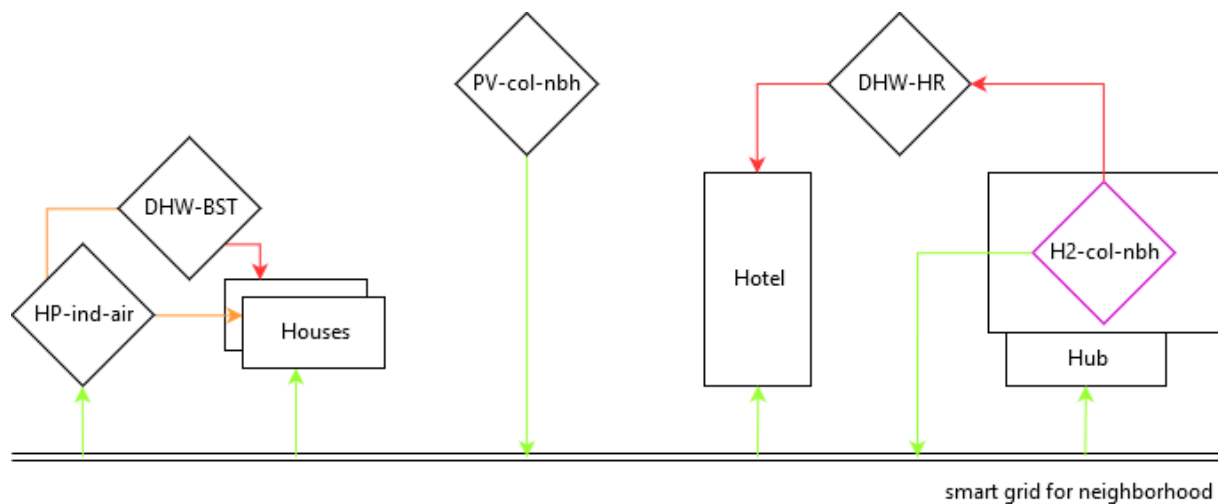 PV-col-nbh
DHW-HR
DHW-BST
H2-col-nbh
Hotel
HP-ind-air
Houses
Hub
smart grid for neighborhood